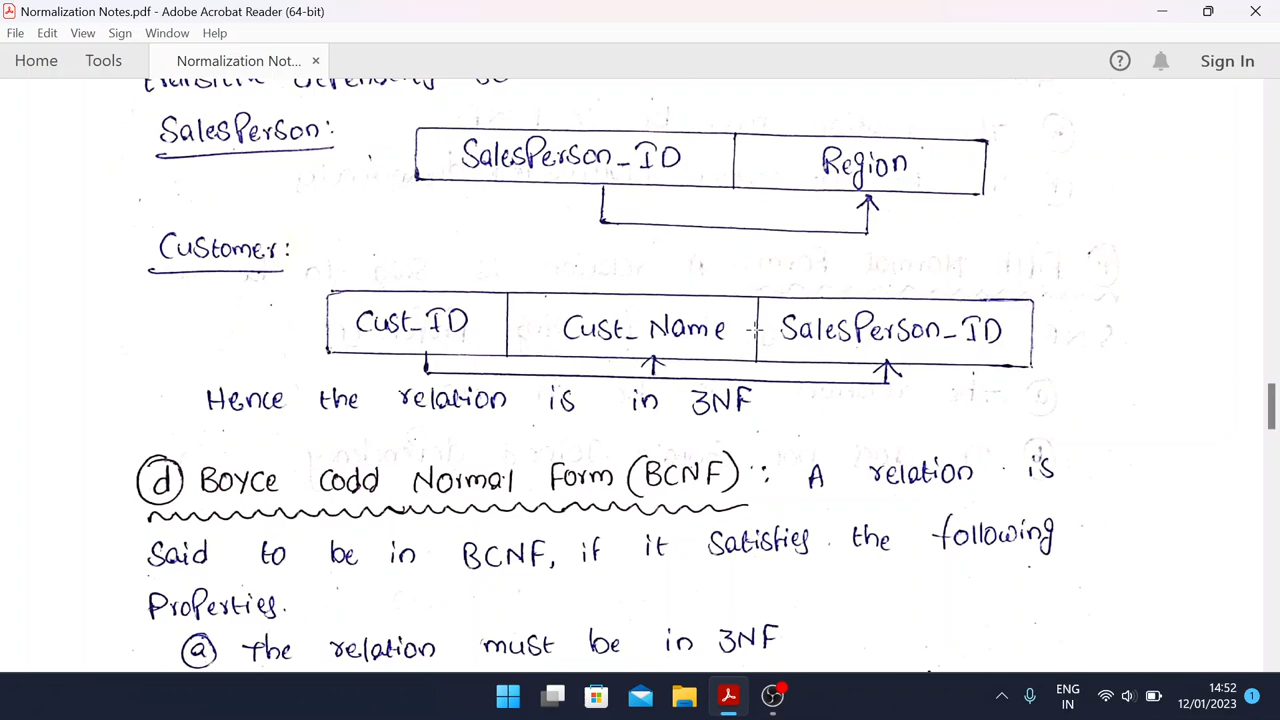 Normalization Notes.pdf - Adobe Acrobat Reader (64-bit)
File Edit View Sign Window Help
Home Tools Normalization Not... × Sign In
SalesPerson:
SalesPerson_ID Region
Customer:
Cust_ID Cust_Name SalesPerson_ID
Hence the relation is in 3NF
(d) Boyce Codd Normal Form (BCNF): A relation is
said to be in BCNF, if it satisfies the following
Properties.
(a) the relation must be in 3NF
ENG 14:52
IN 12/01/2023 1